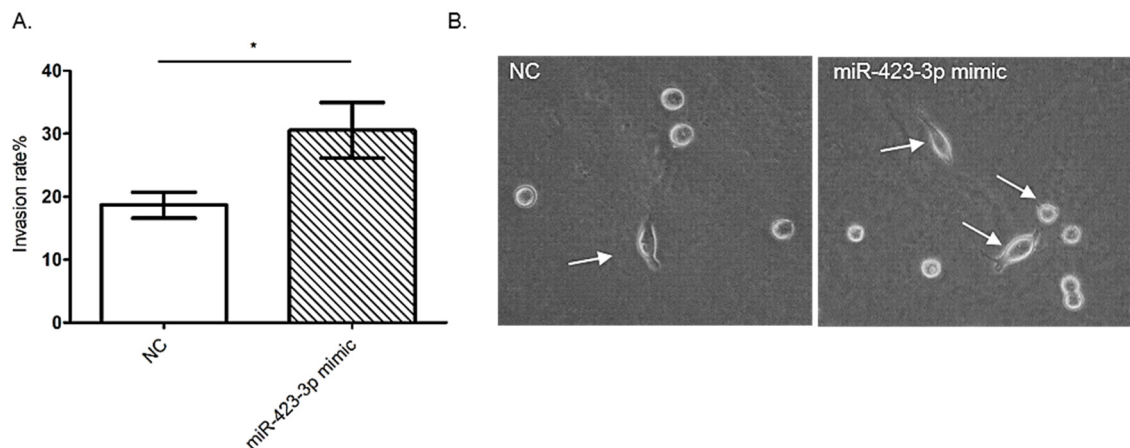 A.
*
40
30
20
10
0
Invasion rate%
NC
miR-423-3p mimic
B.
NC
miR-423-3p mimic